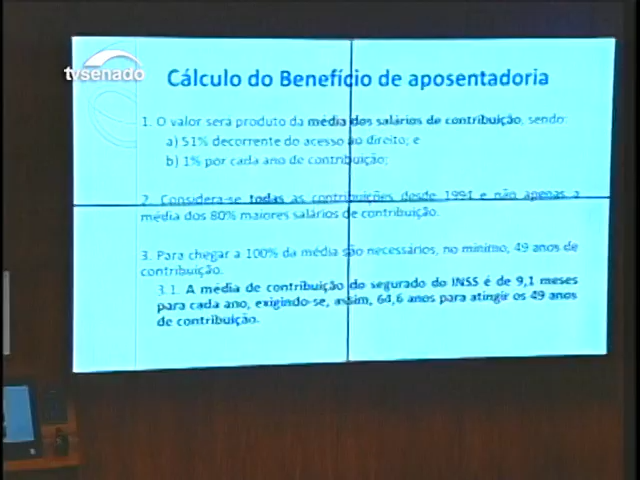 tvsenado
Cálculo do Benefício de aposentadoria
1. O valor será produto da média dos salários de contribuição, sendo:
a) 51% decorrente do acesso ao direito; e
b) 1% por cada ano de contribuição;
2. Considera-se todas as contribuições desde 1991 e não apenas a
média dos 80% maiores salários de contribuição.
3. Para chegar a 100% da média são necessários, no mínimo, 49 anos de
contribuição.
3.1. A média de contribuição do segurado do INSS é de 9,1 meses
para cada ano, exigindo-se, assim, 64,6 anos para atingir os 49 anos
de contribuição.